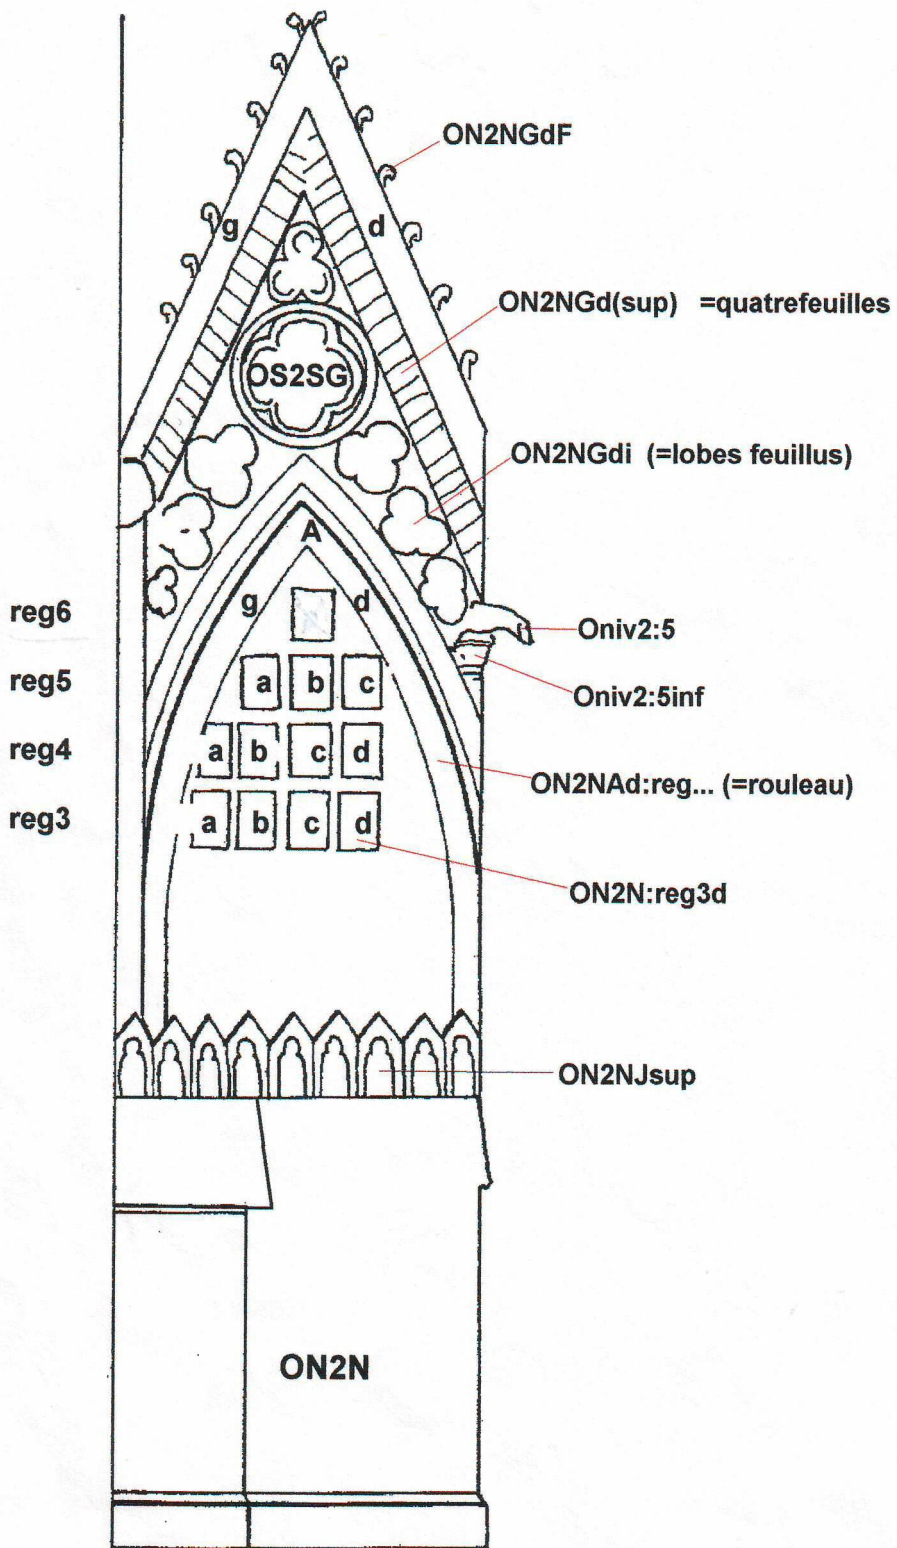 ON2NGdF
g d
ON2NGd(sup) =quatrefeuilles
OS2SG
ON2NGdi (=lobes feuillus)
A
g d
reg6
Oniv2:5
reg5 a b c
Oniv2:5inf
reg4 a b c d
ON2NAd:reg... (=rouleau)
reg3 a b c d
ON2N:reg3d
ON2NJsup
ON2N